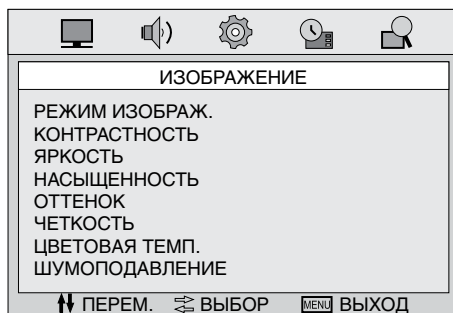 ИЗОБРАЖЕНИЕ
РЕЖИМ ИЗОБРАЖ.
КОНТРАСТНОСТЬ
ЯРКОСТЬ
НАСЫЩЕННОСТЬ
ОТТЕНОК
ЧЕТКОСТЬ
ЦВЕТОВАЯ ТЕМП.
ШУМОПОДАВЛЕНИЕ
ПЕРЕМ. ВЫБОР MENU ВЫХОД